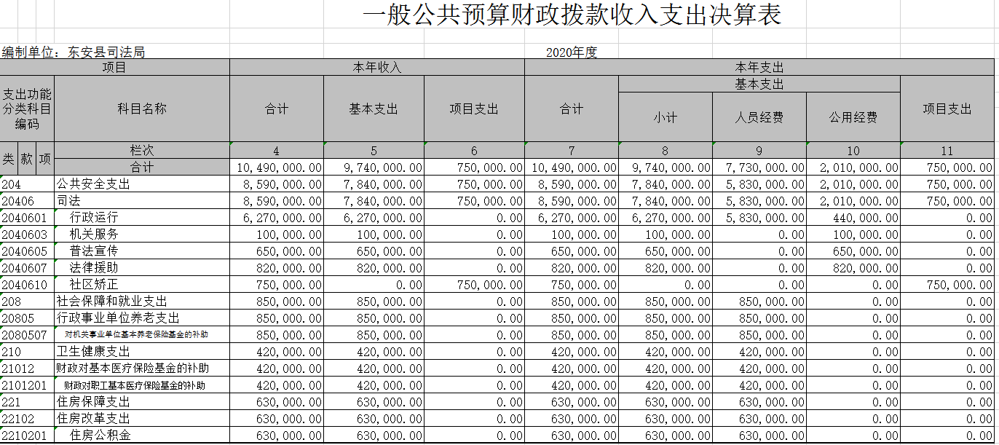 一般公共预算财政拨款收入支出决算表
编制单位：东安县司法局 2020年度
项目 本年收入 本年支出
支出功能分类科目编码 科目名称 合计 基本支出 项目支出 合计 基本支出 项目支出
小计 人员经费 公用经费
类 款 项 栏次 4 5 6 7 8 9 10 11
合计 10,490,000.00 9,740,000.00 750,000.00 10,490,000.00 9,740,000.00 7,730,000.00 2,010,000.00 750,000.00
204 公共安全支出 8,590,000.00 7,840,000.00 750,000.00 8,590,000.00 7,840,000.00 5,830,000.00 2,010,000.00 750,000.00
20406 司法 8,590,000.00 7,840,000.00 750,000.00 8,590,000.00 7,840,000.00 5,830,000.00 2,010,000.00 750,000.00
2040601 行政运行 6,270,000.00 6,270,000.00 0.00 6,270,000.00 6,270,000.00 5,830,000.00 440,000.00 0.00
2040603 机关服务 100,000.00 100,000.00 0.00 100,000.00 100,000.00 0.00 100,000.00 0.00
2040605 普法宣传 650,000.00 650,000.00 0.00 650,000.00 650,000.00 0.00 650,000.00 0.00
2040607 法律援助 820,000.00 820,000.00 0.00 820,000.00 820,000.00 0.00 820,000.00 0.00
2040610 社区矫正 750,000.00 0.00 750,000.00 750,000.00 0.00 0.00 0.00 750,000.00
208 社会保障和就业支出 850,000.00 850,000.00 0.00 850,000.00 850,000.00 850,000.00 0.00 0.00
20805 行政事业单位养老支出 850,000.00 850,000.00 0.00 850,000.00 850,000.00 850,000.00 0.00 0.00
2080507 对机关事业单位基本养老保险基金的补助 850,000.00 850,000.00 0.00 850,000.00 850,000.00 850,000.00 0.00 0.00
210 卫生健康支出 420,000.00 420,000.00 0.00 420,000.00 420,000.00 420,000.00 0.00 0.00
21012 财政对基本医疗保险基金的补助 420,000.00 420,000.00 0.00 420,000.00 420,000.00 420,000.00 0.00 0.00
2101201 财政对职工基本医疗保险基金的补助 420,000.00 420,000.00 0.00 420,000.00 420,000.00 420,000.00 0.00 0.00
221 住房保障支出 630,000.00 630,000.00 0.00 630,000.00 630,000.00 630,000.00 0.00 0.00
22102 住房改革支出 630,000.00 630,000.00 0.00 630,000.00 630,000.00 630,000.00 0.00 0.00
2210201 住房公积金 630,000.00 630,000.00 0.00 630,000.00 630,000.00 630,000.00 0.00 0.00